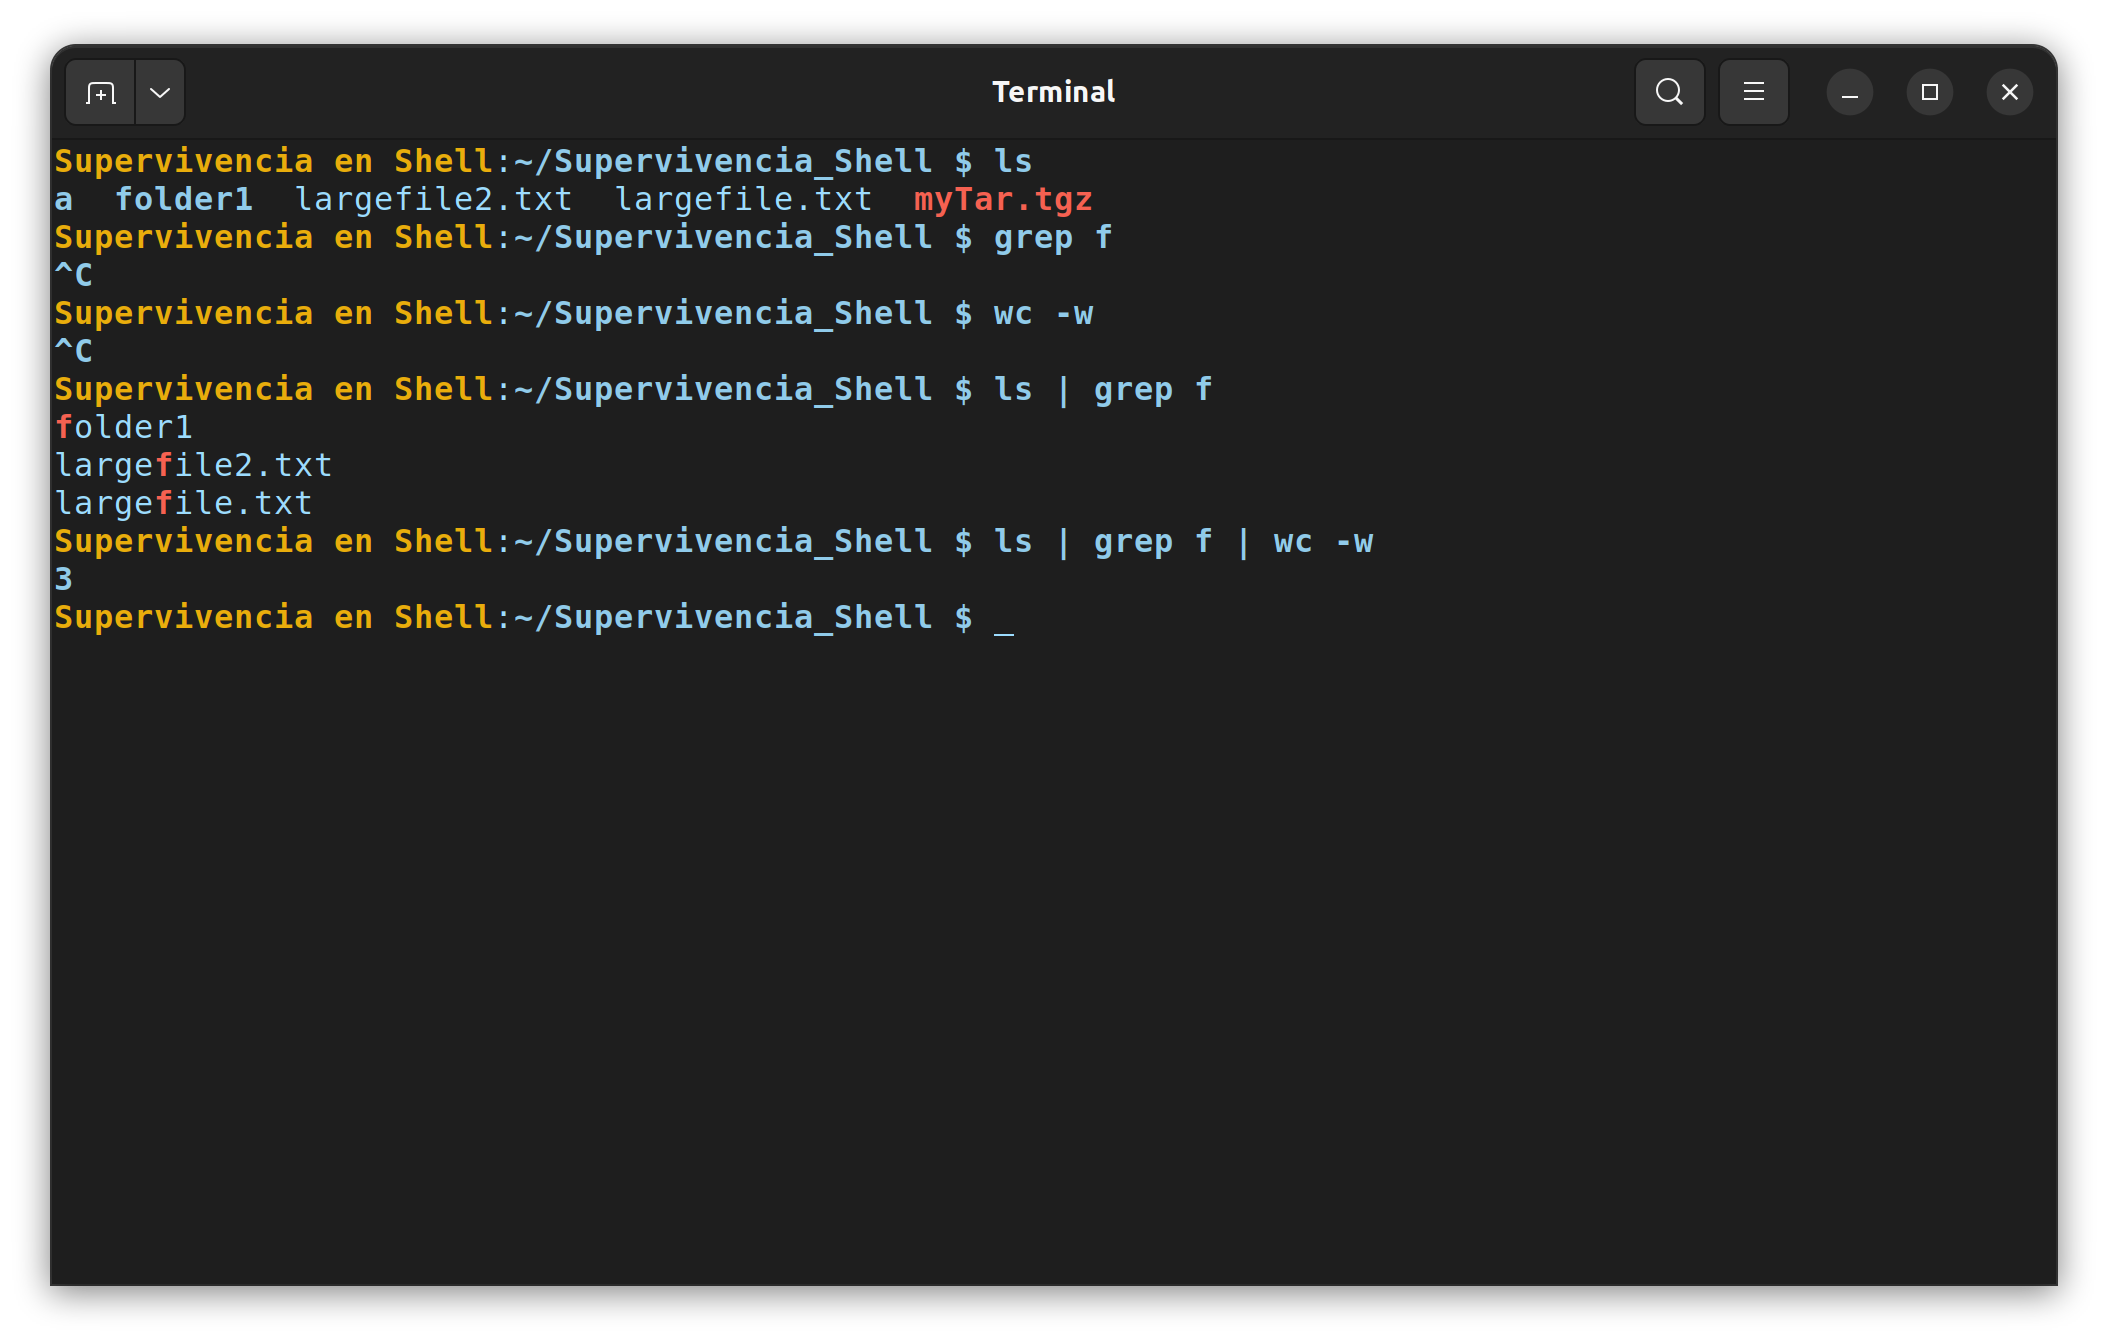 Terminal
Supervivencia en Shell:~/Supervivencia_Shell $ ls
a  folder1  largefile2.txt  largefile.txt  myTar.tgz
Supervivencia en Shell:~/Supervivencia_Shell $ grep f
^C
Supervivencia en Shell:~/Supervivencia_Shell $ wc -w
^C
Supervivencia en Shell:~/Supervivencia_Shell $ ls | grep f
folder1
largefile2.txt
largefile.txt
Supervivencia en Shell:~/Supervivencia_Shell $ ls | grep f | wc -w
3
Supervivencia en Shell:~/Supervivencia_Shell $ _